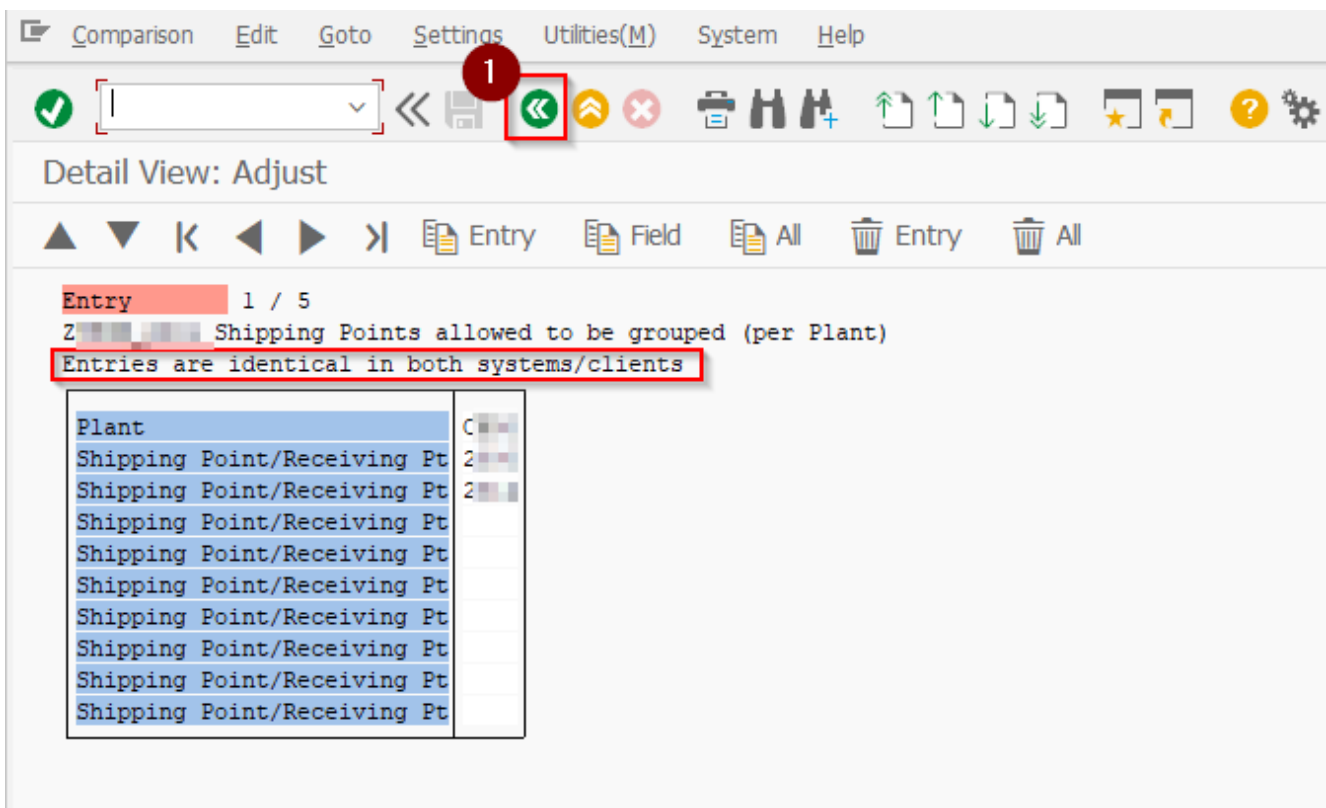 Comparison Edit Goto Settings Utilities(M) System Help
1
Detail View: Adjust
Entry Field All Entry All
Entry 1 / 5
Z Shipping Points allowed to be grouped (per Plant)
Entries are identical in both systems/clients
Plant C
Shipping Point/Receiving Pt 2
Shipping Point/Receiving Pt 2
Shipping Point/Receiving Pt
Shipping Point/Receiving Pt
Shipping Point/Receiving Pt
Shipping Point/Receiving Pt
Shipping Point/Receiving Pt
Shipping Point/Receiving Pt
Shipping Point/Receiving Pt